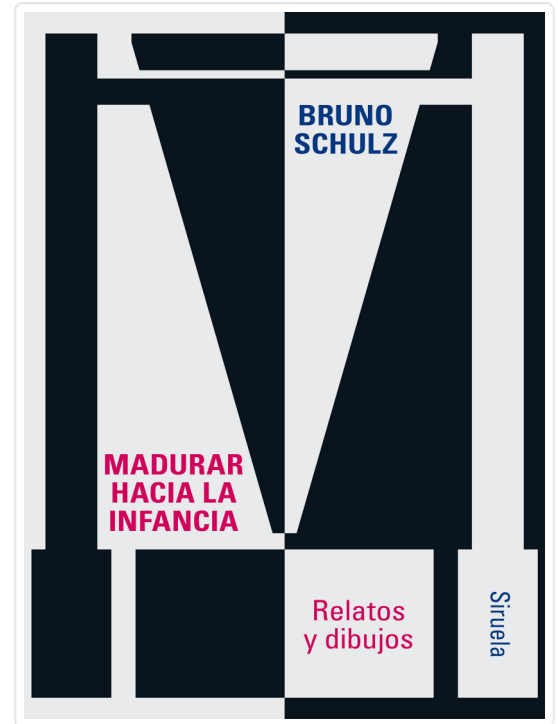 BRUNO
SCHULZ
MADURAR
HACIA LA
INFANCIA
Relatos
y dibujos
Siruela